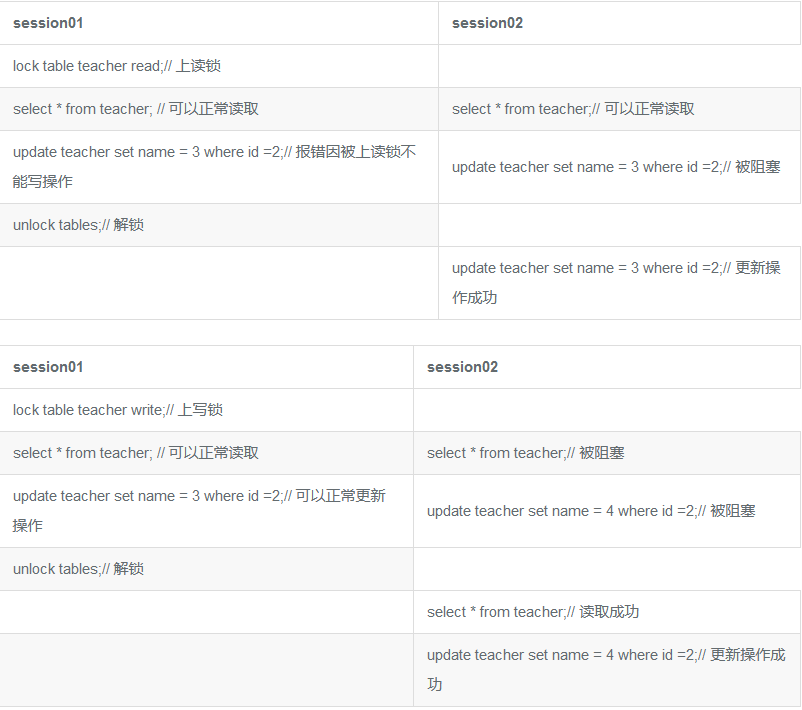 session01
session02
lock table teacher read;// 上读锁
select * from teacher; // 可以正常读取
select * from teacher;// 可以正常读取
update teacher set name = 3 where id =2;// 报错因被上读锁不
能写操作
update teacher set name = 3 where id =2;// 被阻塞
unlock tables;// 解锁
update teacher set name = 3 where id =2;// 更新操
作成功
session01
session02
lock table teacher write;// 上写锁
select * from teacher; // 可以正常读取
select * from teacher;// 被阻塞
update teacher set name = 3 where id =2;// 可以正常更新
操作
update teacher set name = 4 where id =2;// 被阻塞
unlock tables;// 解锁
select * from teacher;// 读取成功
update teacher set name = 4 where id =2;// 更新操作成
功